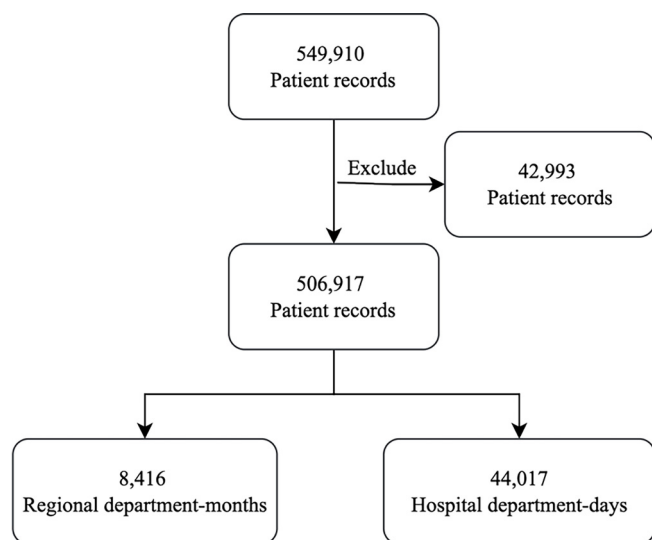 549,910
Patient records
Exclude
42,993
Patient records
506,917
Patient records
8,416
Regional department-months
44,017
Hospital department-days